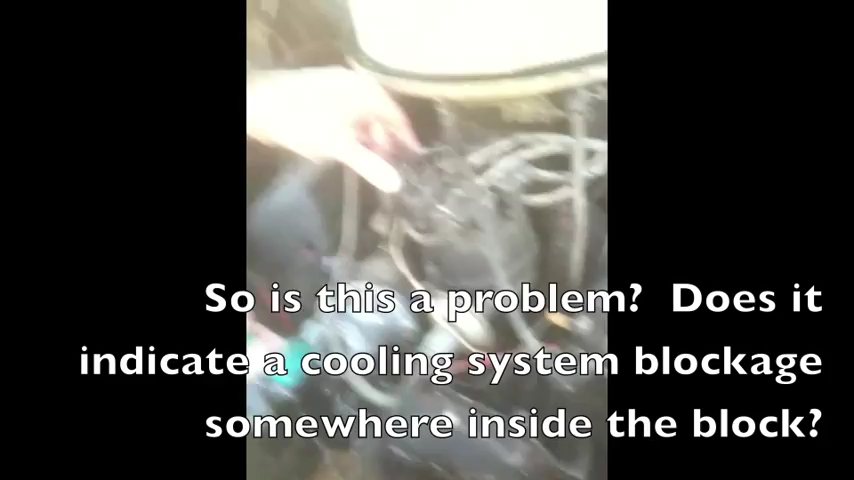 So is this a problem? Does it
indicate a cooling system blockage
somewhere inside the block?